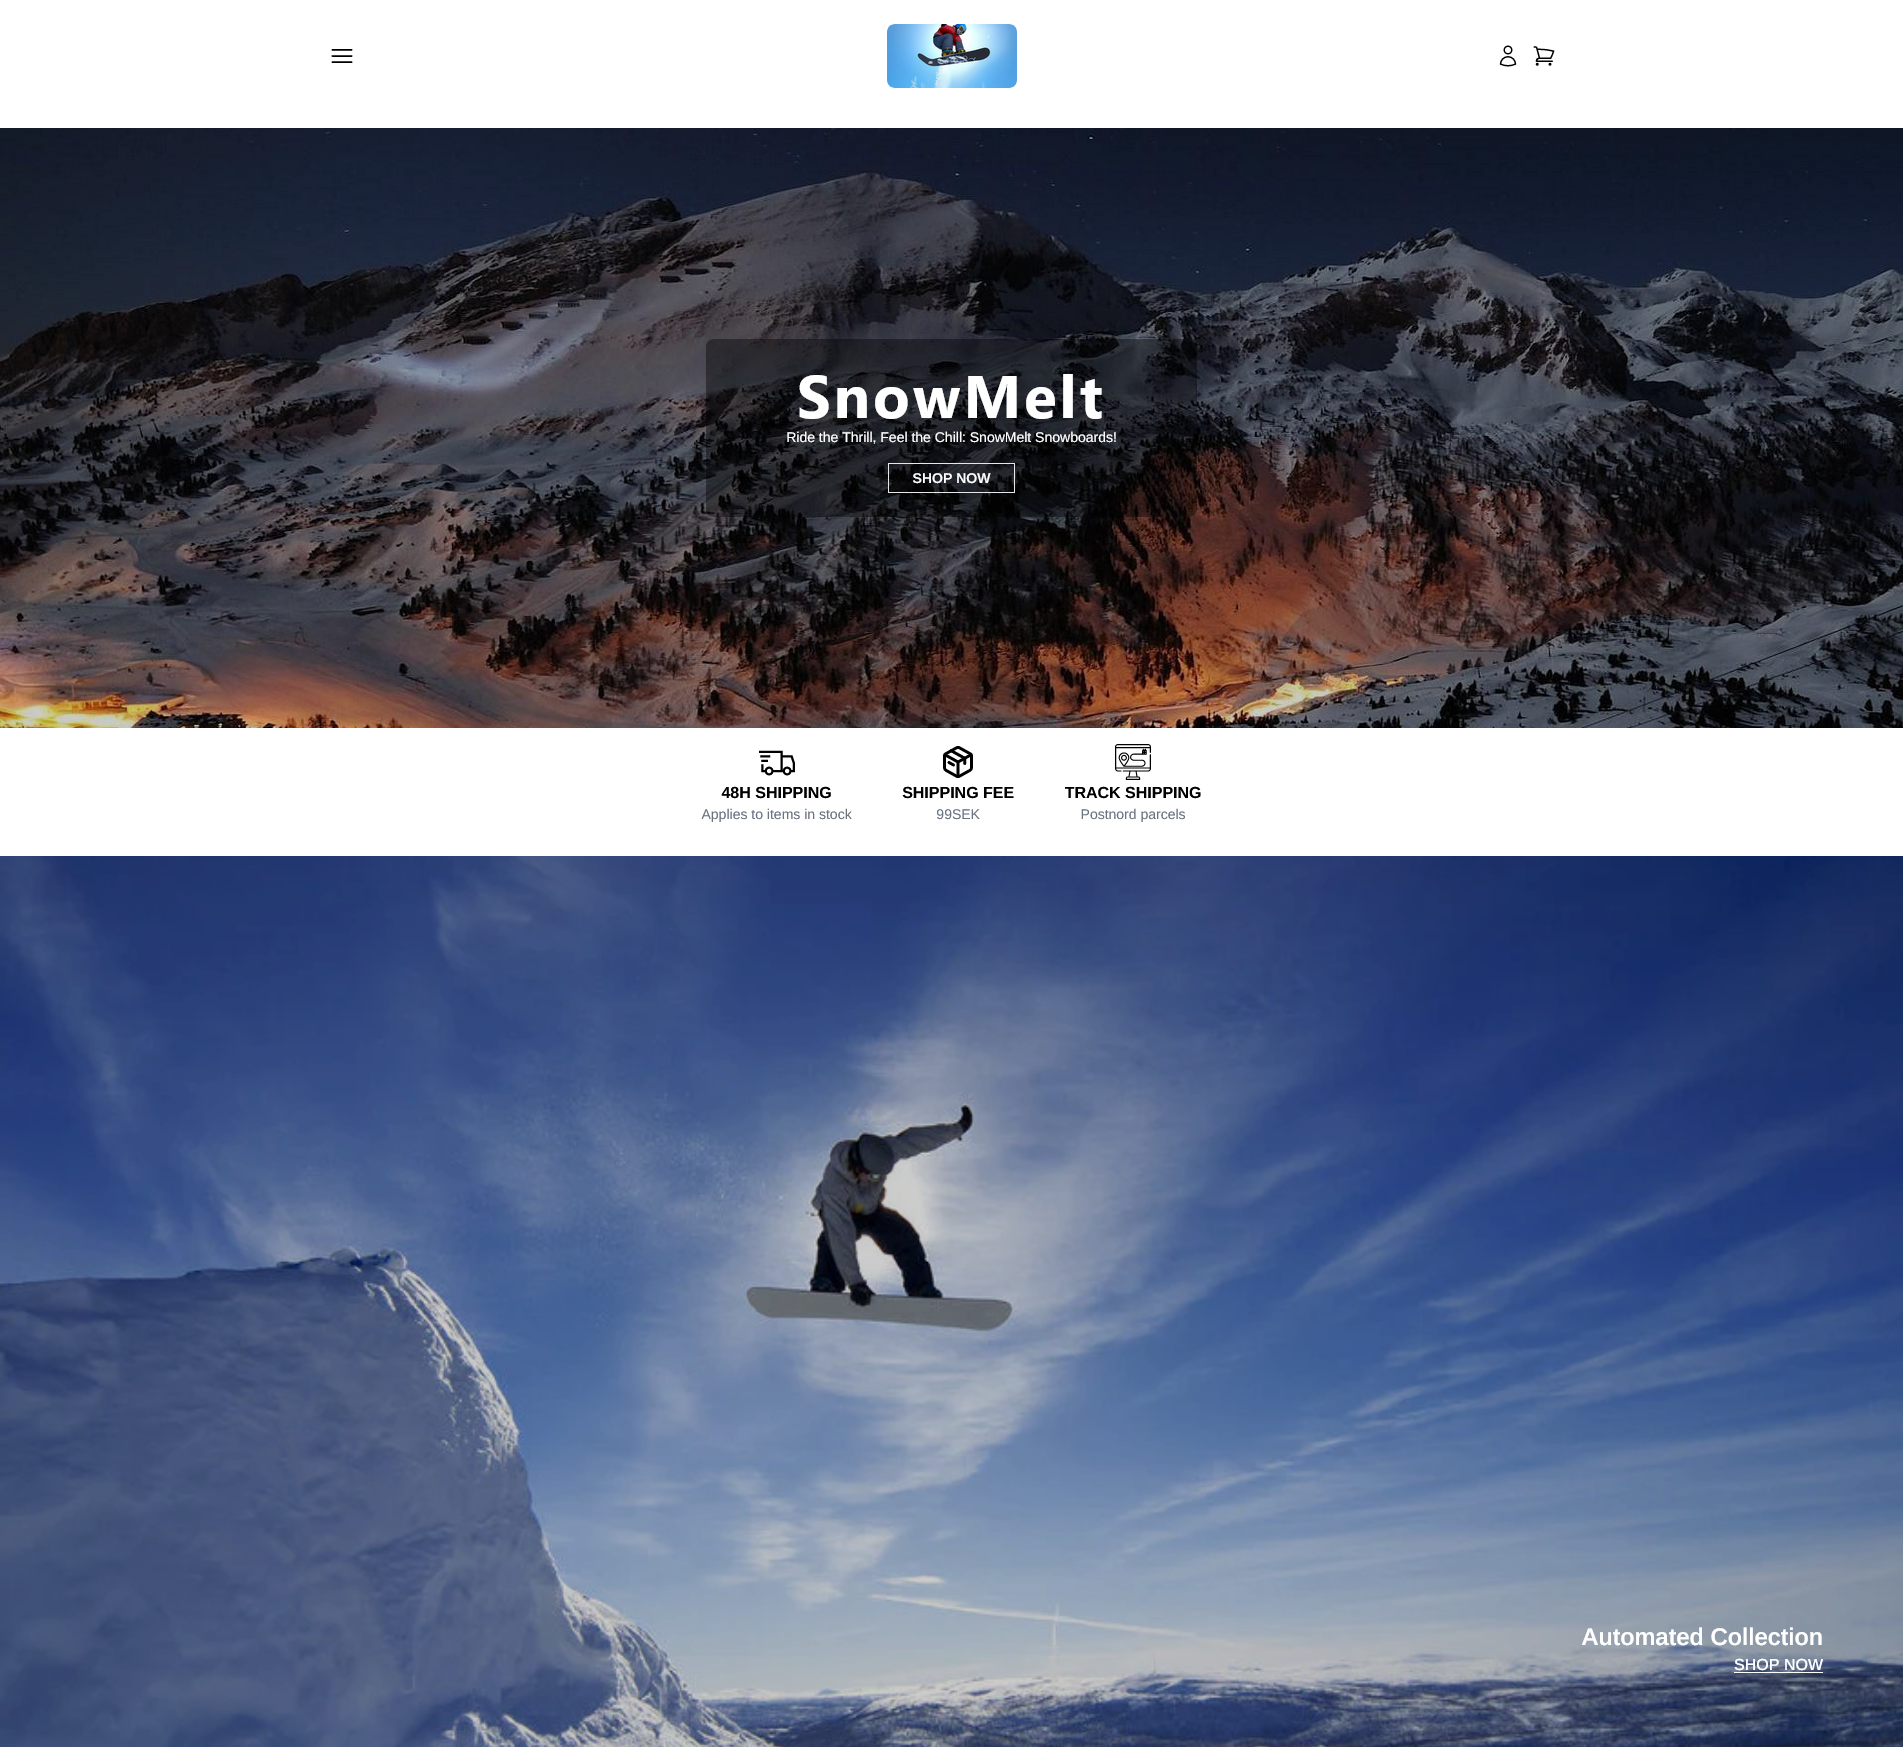 SnowMelt
Ride the Thrill, Feel the Chill: SnowMelt Snowboards!
SHOP NOW
48H SHIPPING
Applies to items in stock
SHIPPING FEE
99SEK
TRACK SHIPPING
Postnord parcels
Automated Collection
SHOP NOW